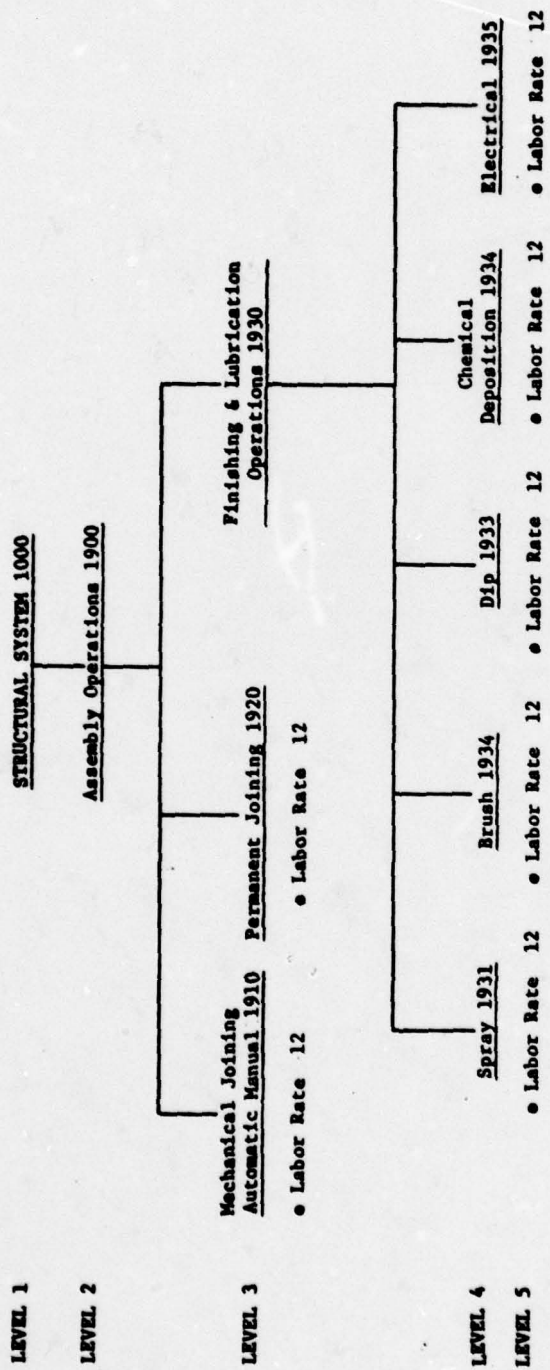 LEVEL 1
STRUCTURAL SYSTEM 1000
LEVEL 2
Assembly Operations 1900
LEVEL 3
Mechanical Joining
Automatic Manual 1910
• Labor Rate 12
Permanent Joining 1920
• Labor Rate 12
Finishing & Lubrication
Operations 1930
LEVEL 4
Spray 1931
Brush 1934
Dip 1933
Chemical
Deposition 1934
Electrical 1935
LEVEL 5
• Labor Rate 12
• Labor Rate 12
• Labor Rate 12
• Labor Rate 12
• Labor Rate 12